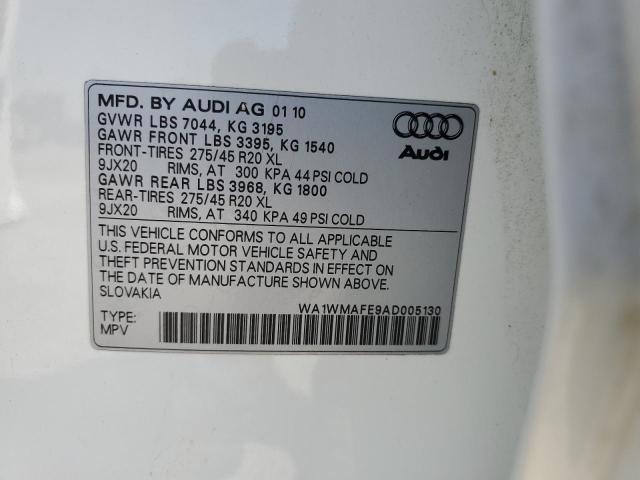 MFD. BY AUDI AG 01 10
GVWR LBS 7044, KG 3195
GAWR FRONT LBS 3395, KG 1540
FRONT-TIRES 275/45 R20 XL
9JX20 RIMS, AT 300 KPA 44 PSI COLD
GAWR REAR LBS 3968, KG 1800
REAR-TIRES 275/45 R20 XL
9JX20 RIMS, AT 340 KPA 49 PSI COLD
Audi
THIS VEHICLE CONFORMS TO ALL APPLICABLE
U.S. FEDERAL MOTOR VEHICLE SAFETY AND
THEFT PREVENTION STANDARDS IN EFFECT ON
THE DATE OF MANUFACTURE SHOWN ABOVE.
SLOVAKIA
WA1WMAFE9AD005130
TYPE:
MPV